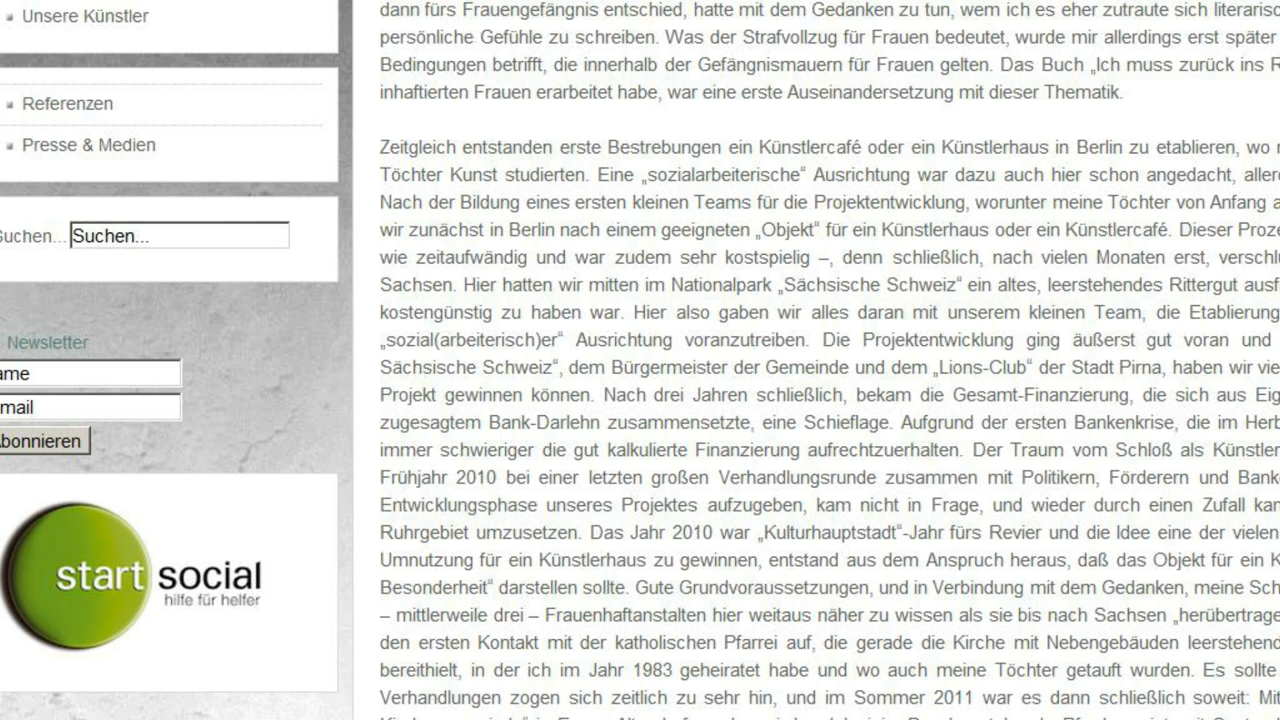 Unsere Künstler
Referenzen
Presse & Medien
Suchen... Suchen...
Newsletter
ame
mail
Abonnieren
start social
hilfe für helfer
dann fürs Frauengefängnis entschied, hatte mit dem Gedanken zu tun, wem ich es eher zutraute sich literarisc
persönliche Gefühle zu schreiben. Was der Strafvollzug für Frauen bedeutet, wurde mir allerdings erst später
Bedingungen betrifft, die innerhalb der Gefängnismauern für Frauen gelten. Das Buch „Ich muss zurück ins R
inhaftierten Frauen erarbeitet habe, war eine erste Auseinandersetzung mit dieser Thematik.
Zeitgleich entstanden erste Bestrebungen ein Künstlercafé oder ein Künstlerhaus in Berlin zu etablieren, wo
Töchter Kunst studierten. Eine „sozialarbeiterische“ Ausrichtung war dazu auch hier schon angedacht, aller
Nach der Bildung eines ersten kleinen Teams für die Projektentwicklung, worunter meine Töchter von Anfang a
wir zunächst in Berlin nach einem geeigneten „Objekt“ für ein Künstlerhaus oder ein Künstlercafé. Dieser Proze
wie zeitaufwändig und war zudem sehr kostspielig –, denn schließlich, nach vielen Monaten erst, verschlu
Sachsen. Hier hatten wir mitten im Nationalpark „Sächsische Schweiz“ ein altes, leerstehendes Rittergut ausf
kostengünstig zu haben war. Hier also gaben wir alles daran mit unserem kleinen Team, die Etablierung
„sozial(arbeiterisch)er“ Ausrichtung voranzutreiben. Die Projektentwicklung ging äußerst gut voran und
Sächsische Schweiz“, dem Bürgermeister der Gemeinde und dem „Lions-Club“ der Stadt Pirna, haben wir vie
Projekt gewinnen können. Nach drei Jahren schließlich, bekam die Gesamt-Finanzierung, die sich aus Eig
zugesagtem Bank-Darlehn zusammensetzte, eine Schieflage. Aufgrund der ersten Bankenkrise, die im Herb
immer schwieriger die gut kalkulierte Finanzierung aufrechtzuerhalten. Der Traum vom Schloß als Künstler
Frühjahr 2010 bei einer letzten großen Verhandlungsrunde zusammen mit Politikern, Förderern und Bank
Entwicklungsphase unseres Projektes aufzugeben, kam nicht in Frage, und wieder durch einen Zufall kam
Ruhrgebiet umzusetzen. Das Jahr 2010 war „Kulturhauptstadt“-Jahr fürs Revier und die Idee eine der vielen
Umnutzung für ein Künstlerhaus zu gewinnen, entstand aus dem Anspruch heraus, daß das Objekt für ein K
Besonderheit“ darstellen sollte. Gute Grundvoraussetzungen, und in Verbindung mit dem Gedanken, meine Sch
– mittlerweile drei – Frauenhaftanstalten hier weitaus näher zu wissen als sie bis nach Sachsen „herübertrage
den ersten Kontakt mit der katholischen Pfarrei auf, die gerade die Kirche mit Nebengebäuden leerstehend
bereithielt, in der ich im Jahr 1983 geheiratet habe und wo auch meine Töchter getauft wurden. Es sollte
Verhandlungen zogen sich zeitlich zu sehr hin, und im Sommer 2011 war es dann schließlich soweit: Mi